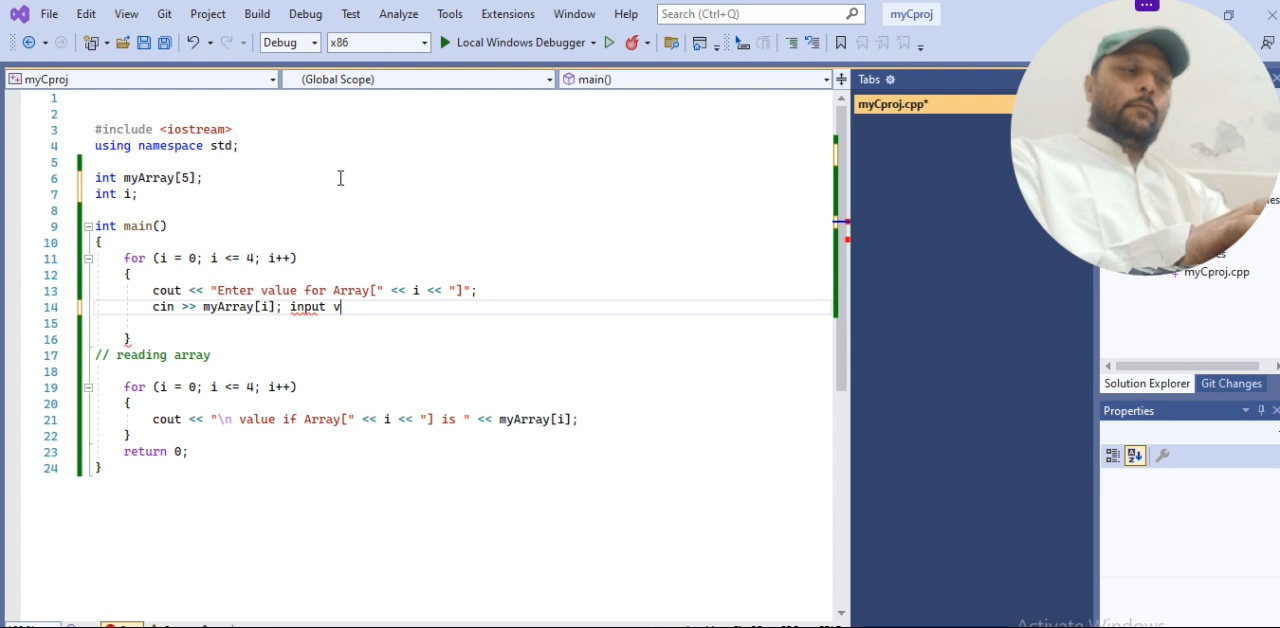 File Edit View Git Project Build Debug Test Analyze Tools Extensions Window Help Search (Ctrl+Q) myCproj
Debug x86 Local Windows Debugger
myCproj (Global Scope) main() Tabs
myCproj.cpp*
1
2
3 #include <iostream>
4 using namespace std;
5
6 int myArray[5];
7 int i;
8
9 int main()
10 {
11 for (i = 0; i <= 4; i++)
12 {
13 cout << "Enter value for Array[" << i << "]";
14 cin >> myArray[i]; input v
15
16 }
17 // reading array
18
19 for (i = 0; i <= 4; i++)
20 {
21 cout << "\n value if Array[" << i << "] is " << myArray[i];
22 }
23 return 0;
24 }
myCproj.cpp
Solution Explorer Git Changes
Properties
Activate Windows